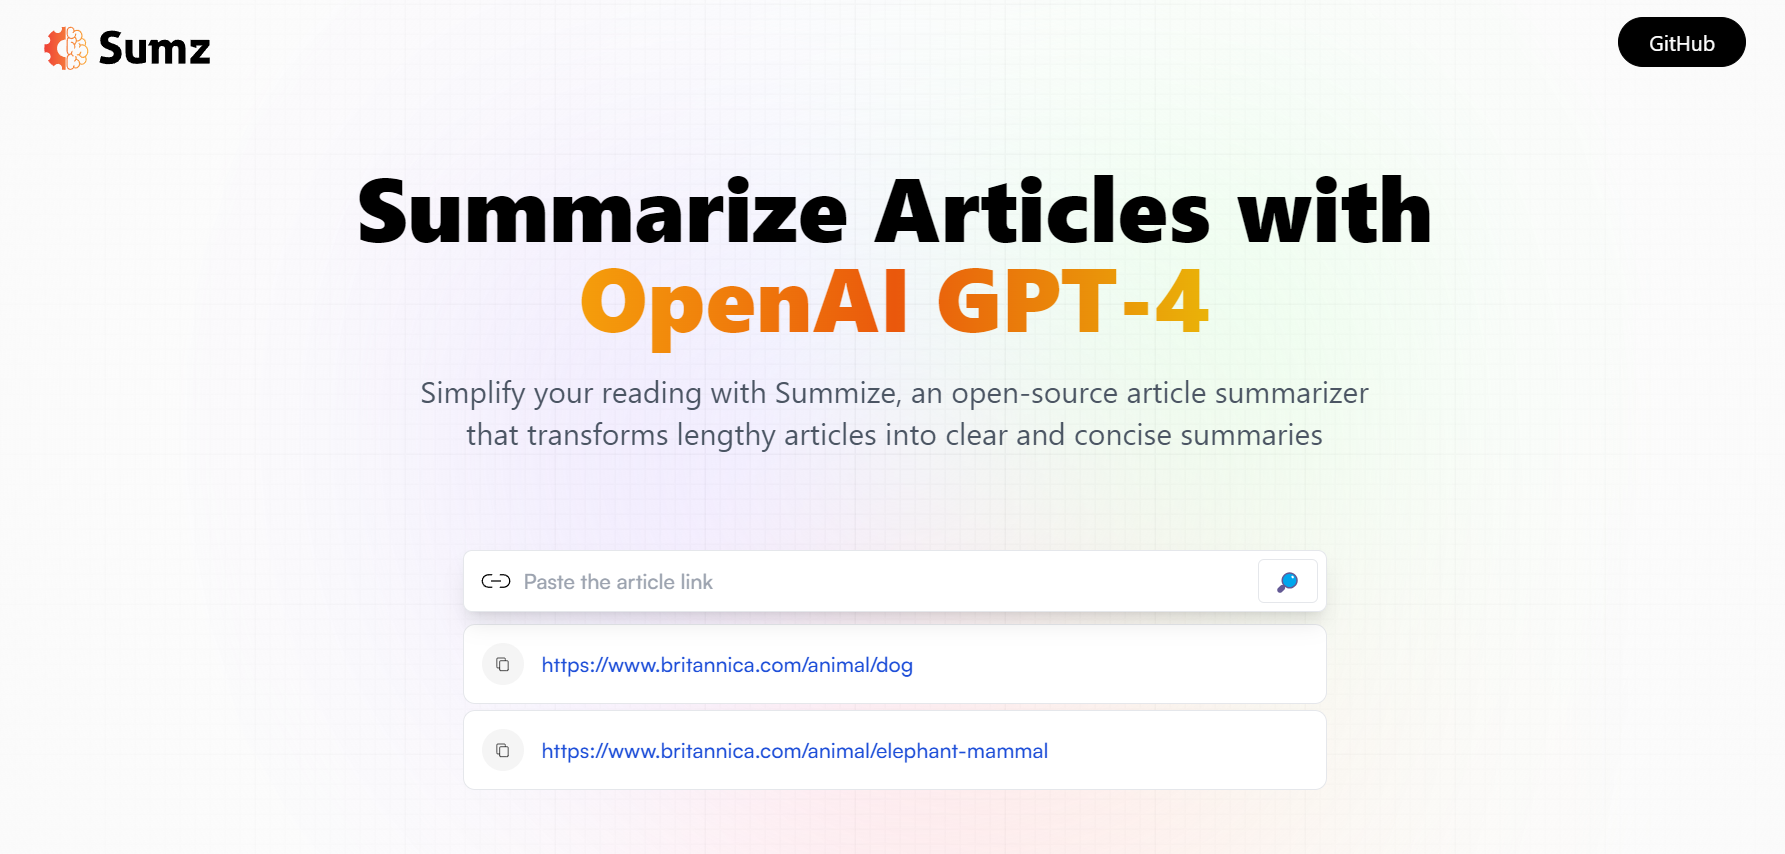 Sumz
GitHub
Summarize Articles with
OpenAI GPT-4
Simplify your reading with Summize, an open-source article summarizer
that transforms lengthy articles into clear and concise summaries
Paste the article link
https://www.britannica.com/animal/dog
https://www.britannica.com/animal/elephant-mammal